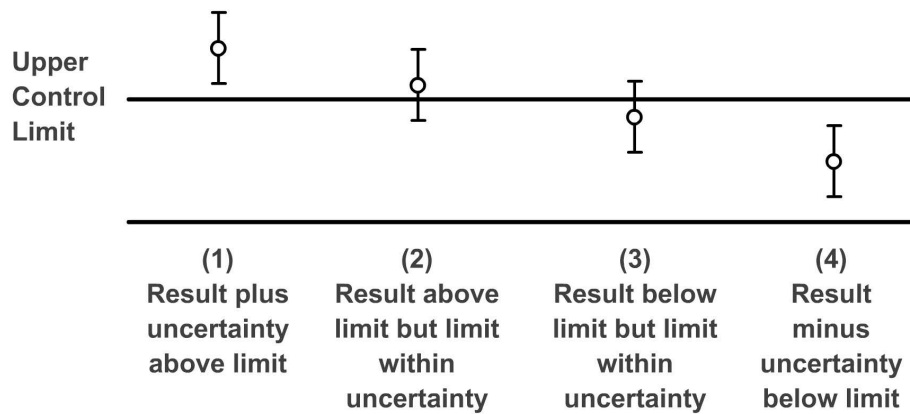 Upper
Control
Limit
(1)
Result plus
uncertainty
above limit
(2)
Result above
limit but limit
within
uncertainty
(3)
Result below
limit but limit
within
uncertainty
(4)
Result
minus
uncertainty
below limit